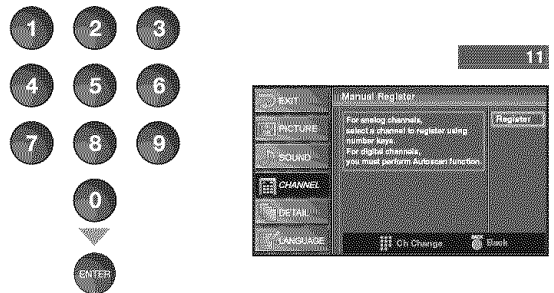 1 2 3
4 5 6
7 8 9
0
ENTER
11
EXIT
PICTURE
SOUND
CHANNEL
DETAIL
LANGUAGE
Manual Register
For analog channels,
select a channel to register using
number keys.
For digital channels,
you must perform Autoscan function.
Register
Ch Change
BACK
Back